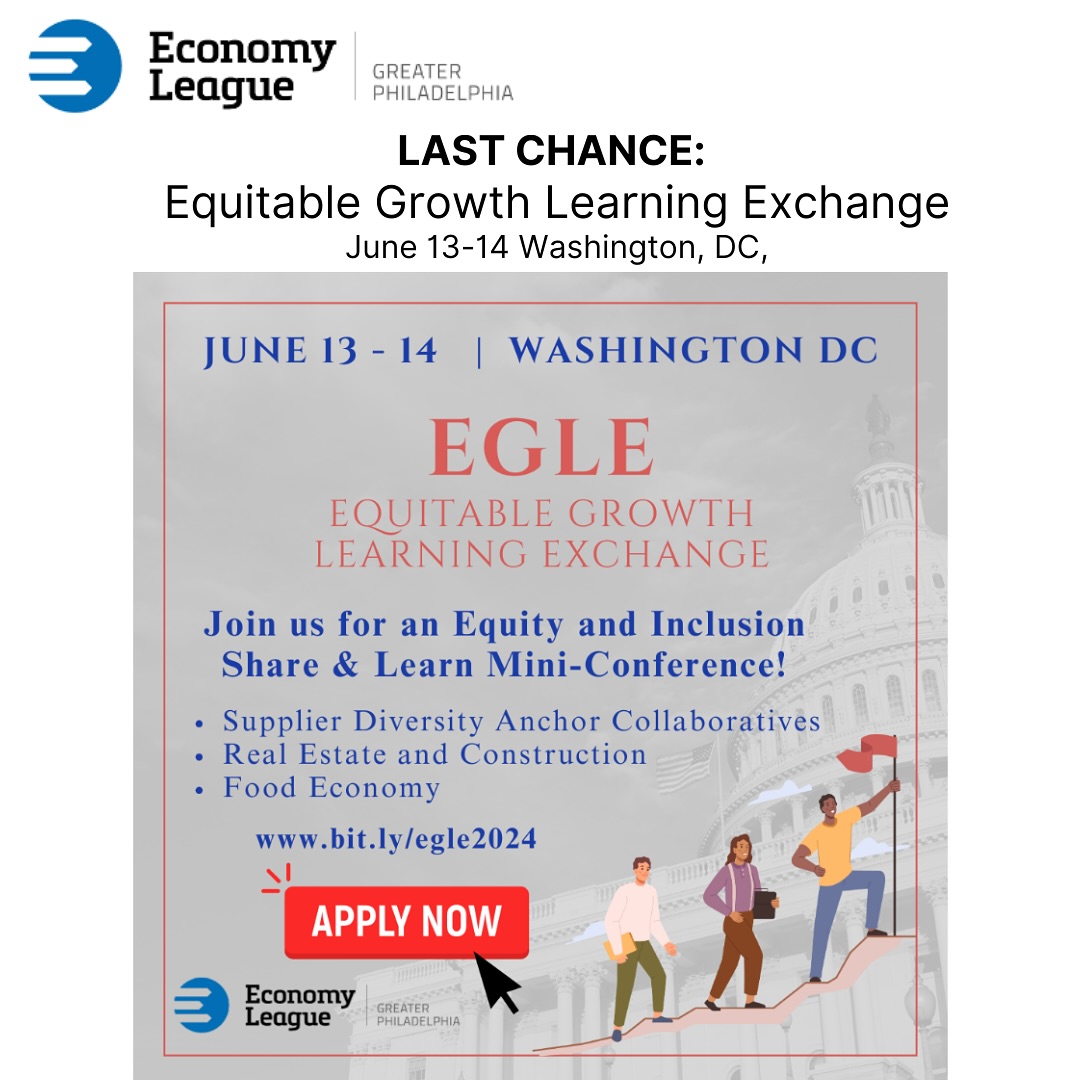 Economy
League
GREATER
PHILADELPHIA
LAST CHANCE:
Equitable Growth Learning Exchange
June 13-14 Washington, DC,
JUNE 13 - 14 | WASHINGTON DC
EGLE
EQUITABLE GROWTH
LEARNING EXCHANGE
Join us for an Equity and Inclusion
Share & Learn Mini-Conference!
• Supplier Diversity Anchor Collaboratives
• Real Estate and Construction
• Food Economy
www.bit.ly/egle2024
APPLY NOW
Economy
League
GREATER
PHILADELPHIA